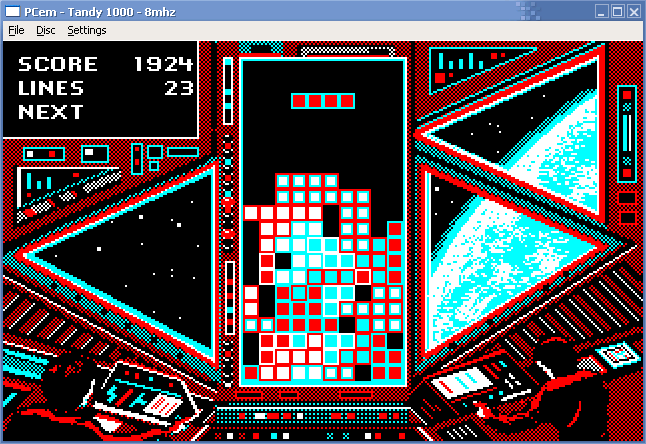 PCem - Tandy 1000 - 8mhz
File Disc Settings
SCORE 1924
LINES 23
NEXT